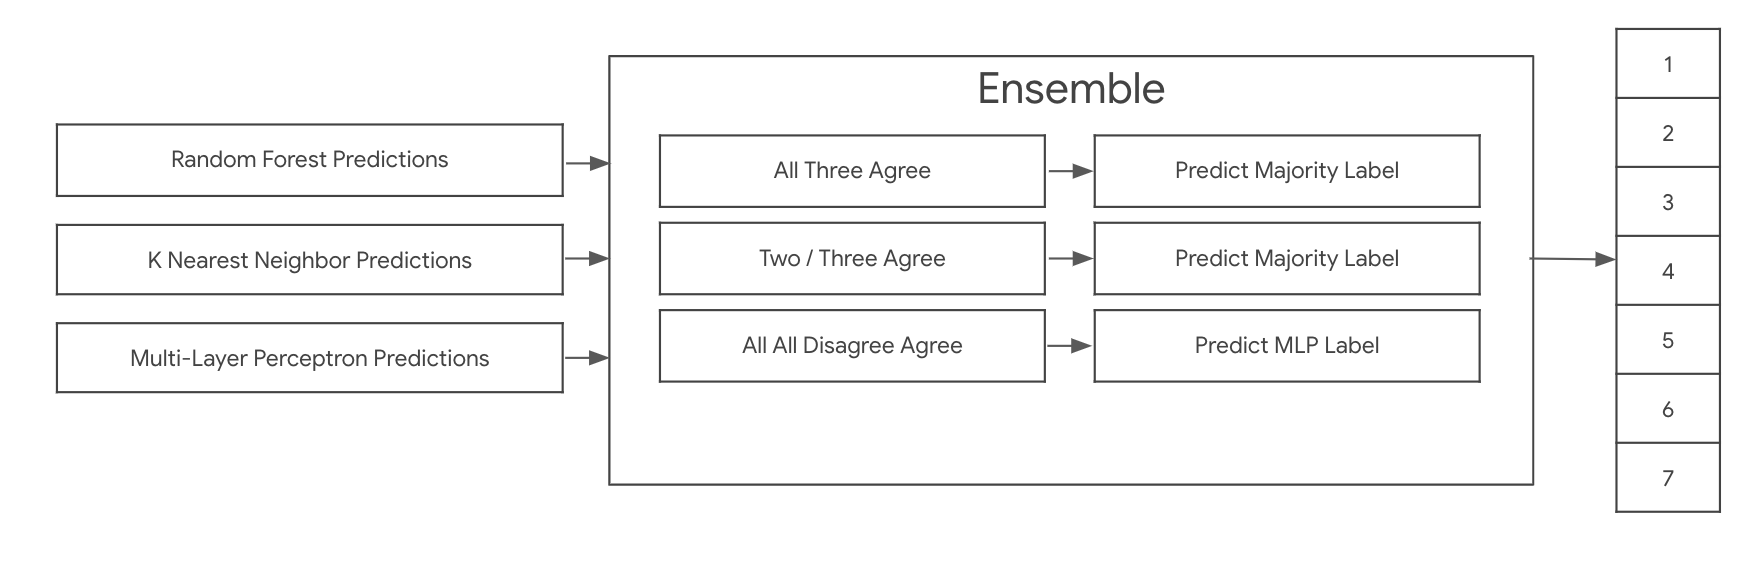 Ensemble
Random Forest Predictions
K Nearest Neighbor Predictions
Multi-Layer Perceptron Predictions
All Three Agree
Predict Majority Label
Two / Three Agree
Predict Majority Label
All All Disagree Agree
Predict MLP Label
1
2
3
4
5
6
7